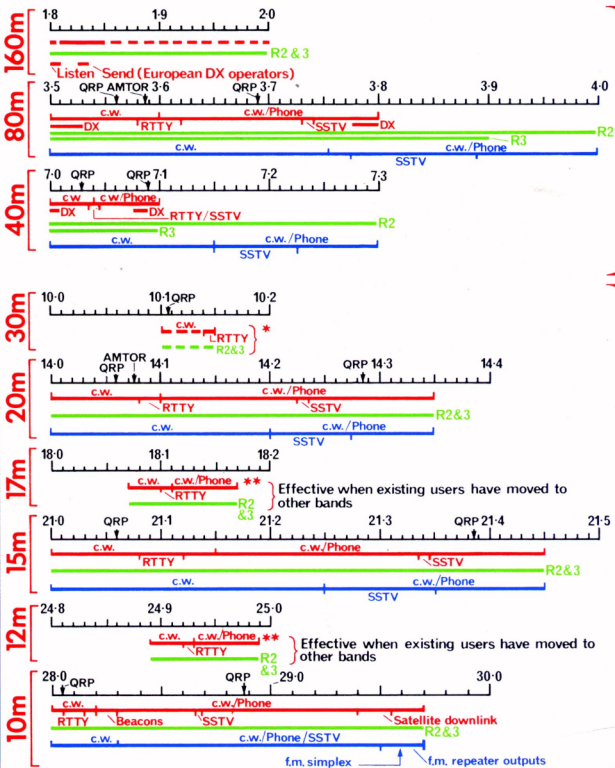 160m
1·8 1·9 2·0
R2 & 3
Listen Send (European DX operators)
80m
QRP AMTOR QRP
3·5 3·6 3·7 3·8 3·9 4·0
c.w. c.w./Phone
DX RTTY SSTV DX
R2
R3
c.w. c.w./Phone
SSTV
40m
7·0 QRP QRP 7·1 7·2 7·3
c w c w/Phone
DX DX
RTTY/SSTV
R2
R3
c.w. c.w./Phone
SSTV
30m
10·0 10·1 QRP 10·2
c.w. *
RTTY
R2&3
20m
AMTOR
14·0 QRP 14·1 14·2 QRP 14·3 14·4
c.w. c.w./Phone
RTTY SSTV
R2&3
c.w. c.w./Phone
SSTV
17m
18·0 18·1 18·2
c.w. c.w./Phone **
RTTY
R2
&3
Effective when existing users have moved to
other bands
15m
21·0 QRP 21·1 21·2 21·3 QRP 21·4 21·5
c.w. c.w./Phone
RTTY SSTV
R2&3
c.w. c.w./Phone
SSTV
12m
24·8 24·9 25·0
c.w. c.w./Phone **
RTTY
R2
&3
Effective when existing users have moved to
other bands
10m
28·0 QRP QRP 29·0 30·0
c.w. c.w./Phone
RTTY Beacons SSTV Satellite downlink
R2&3
c.w. c.w./Phone/SSTV
f.m. simplex f.m. repeater outputs